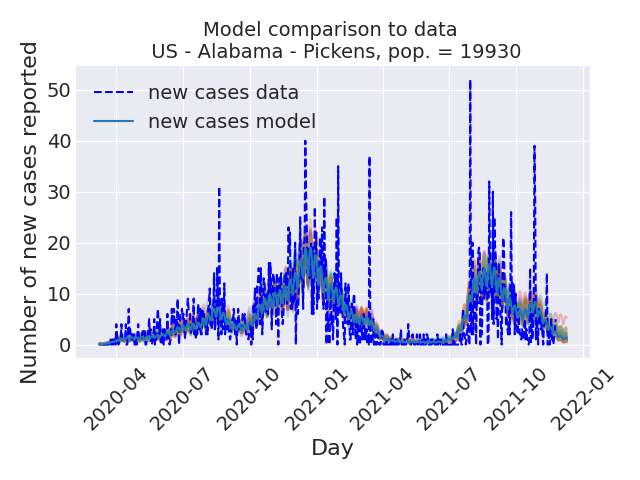 Model comparison to data
US - Alabama - Pickens, pop. = 19930
new cases data
new cases model
Number of new cases reported
50
40
30
20
10
0
2020-04
2020-07
2020-10
2021-01
2021-04
2021-07
2021-10
2022-01
Day